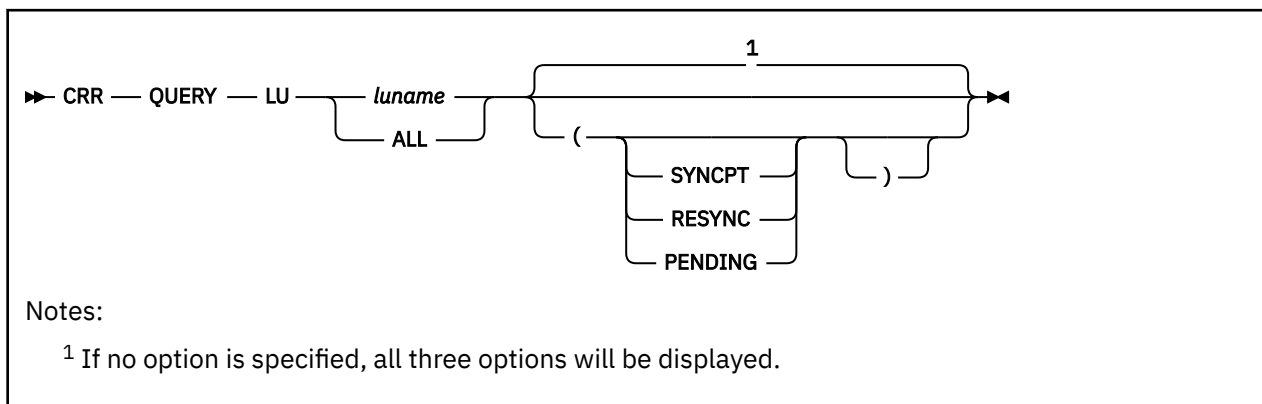 1
CRR QUERY LU luname
ALL
(
SYNCPT
RESYNC
PENDING
)
Notes:
1 If no option is specified, all three options will be displayed.